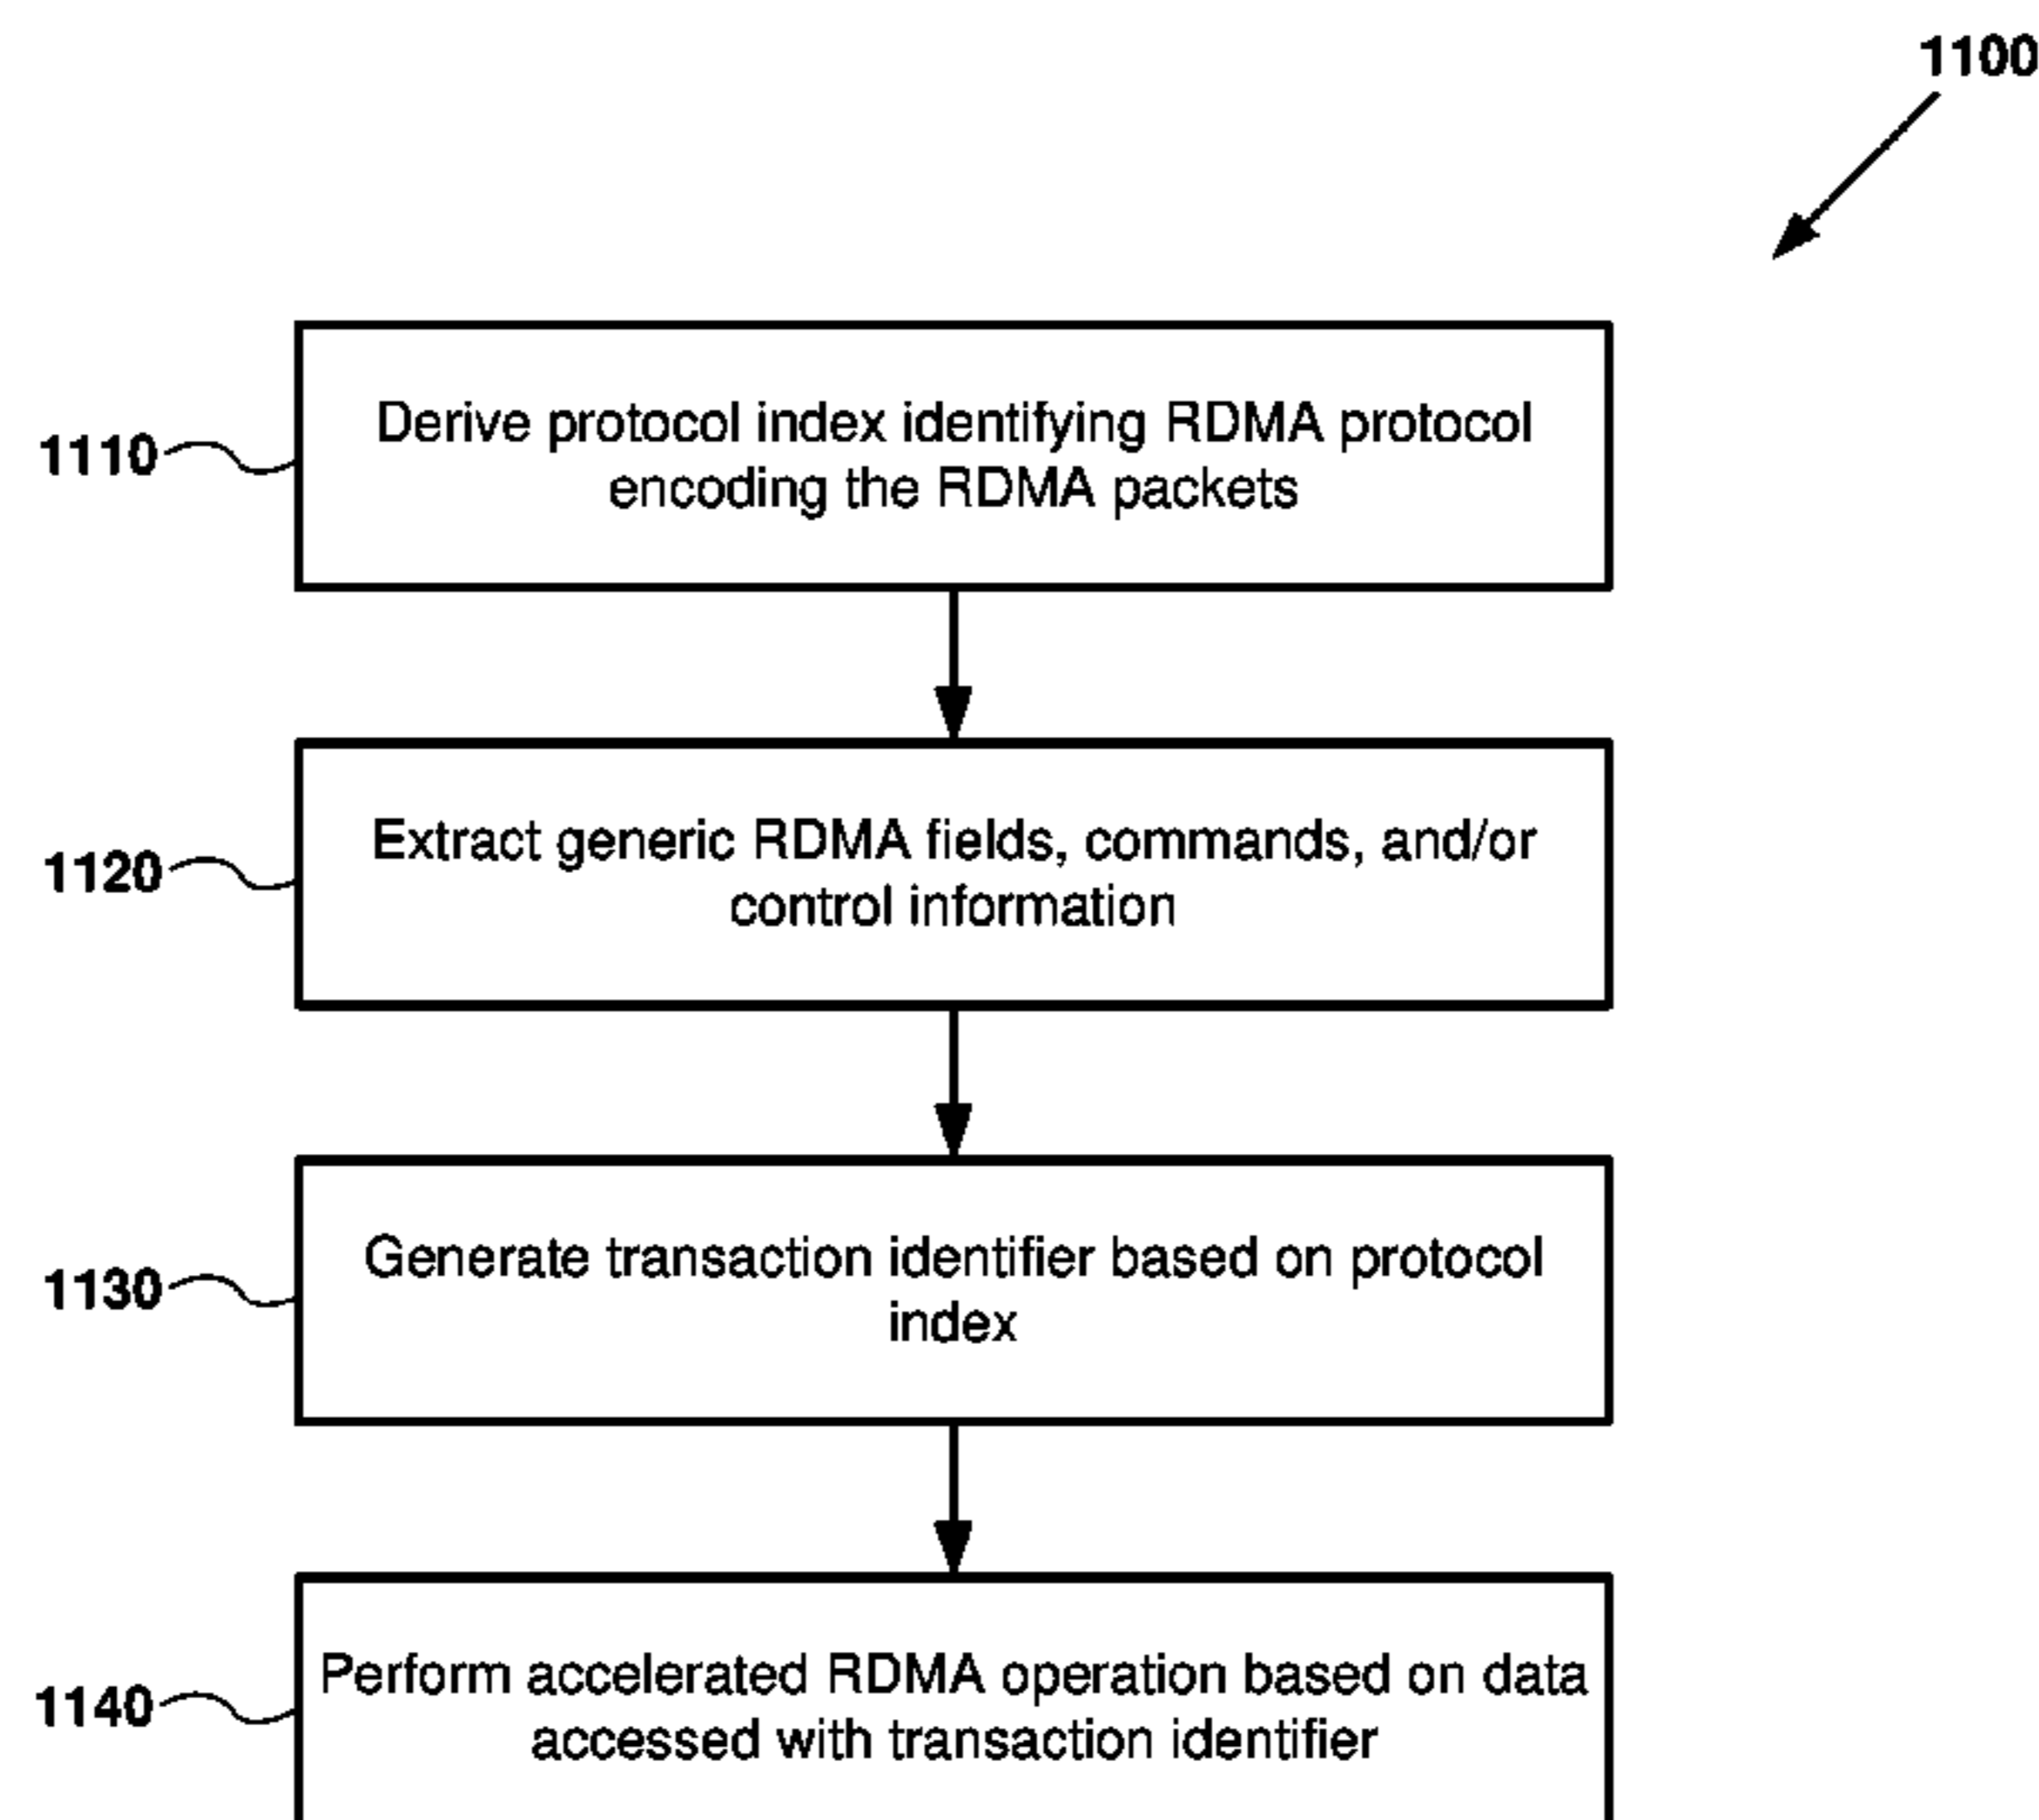 1100
1110
Derive protocol index identifying RDMA protocol
encoding the RDMA packets
1120
Extract generic RDMA fields, commands, and/or
control information
1130
Generate transaction identifier based on protocol
index
1140
Perform accelerated RDMA operation based on data
accessed with transaction identifier